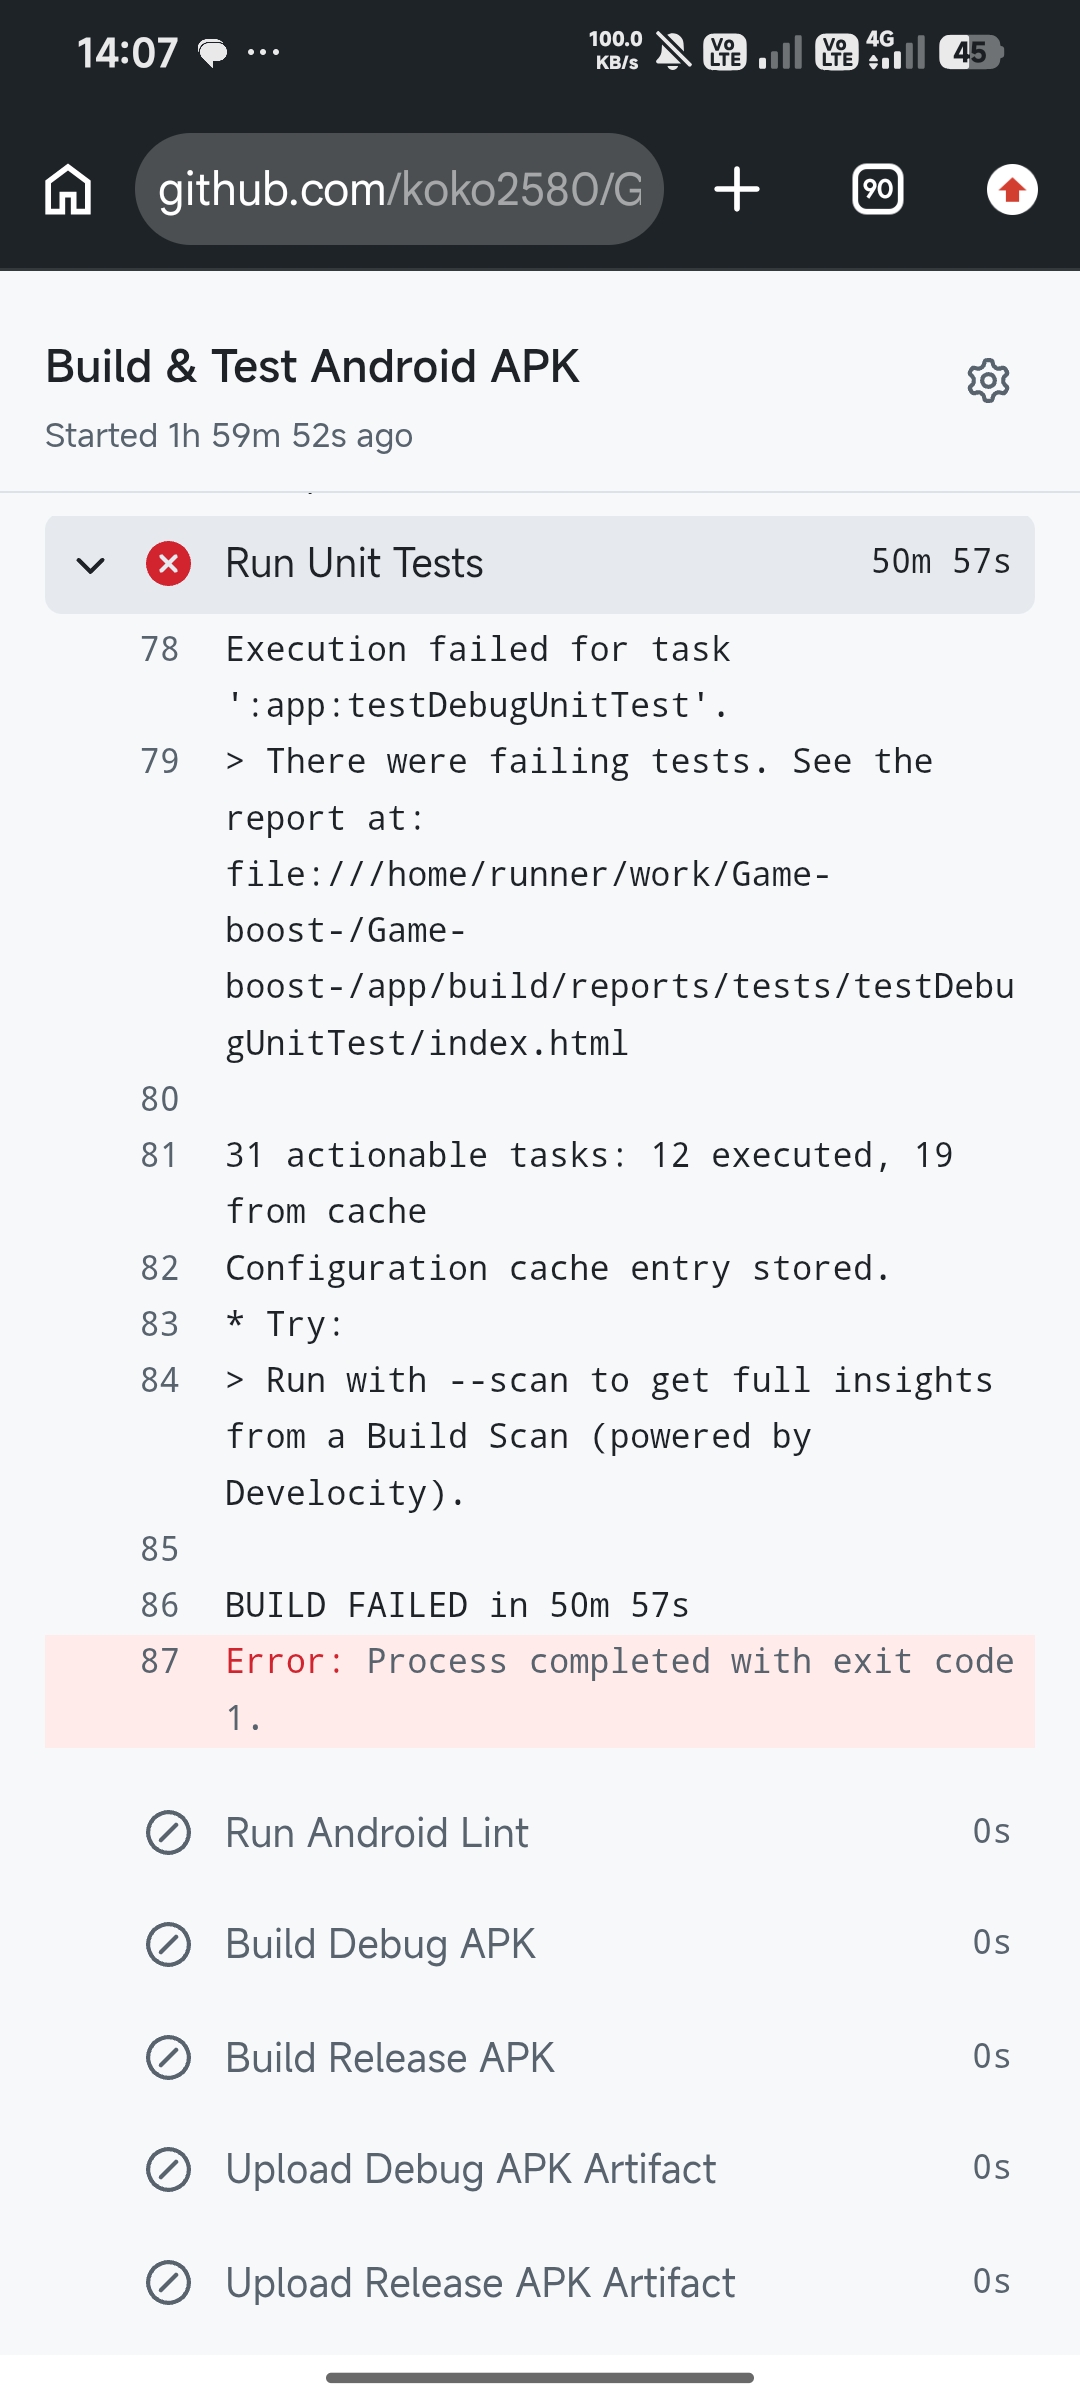 14:07
100.0
KB/s
Vo
LTE
Vo
LTE
4G
45
github.com/koko2580/G
90
Build & Test Android APK
Started 1h 59m 52s ago
Run Unit Tests 50m 57s
78 Execution failed for task
':app:testDebugUnitTest'.
79 > There were failing tests. See the
report at:
file:///home/runner/work/Game-
boost-/Game-
boost-/app/build/reports/tests/testDebu
gUnitTest/index.html
80
81 31 actionable tasks: 12 executed, 19
from cache
82 Configuration cache entry stored.
83 * Try:
84 > Run with --scan to get full insights
from a Build Scan (powered by
Develocity).
85
86 BUILD FAILED in 50m 57s
87 Error: Process completed with exit code
1.
Run Android Lint 0s
Build Debug APK 0s
Build Release APK 0s
Upload Debug APK Artifact 0s
Upload Release APK Artifact 0s